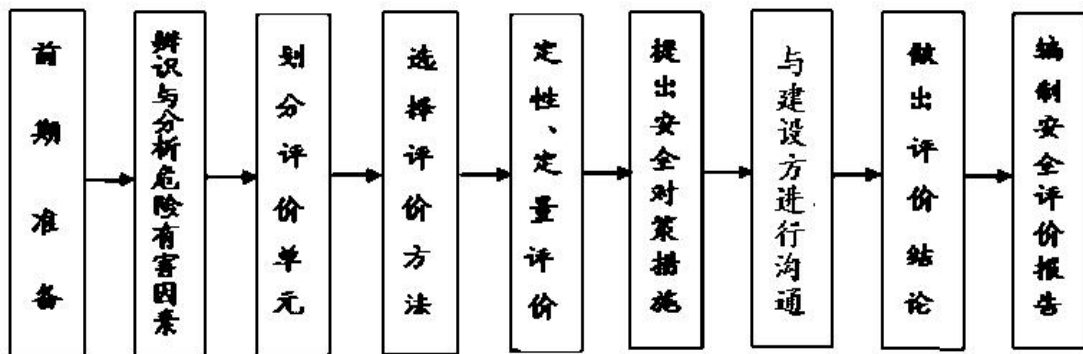 前期准备
辨识与分析危险有害因素
划分评价单元
选择评价方法
定性、定量评价
提出安全对策措施
与建设方进行沟通
做出评价结论
编制安全评价报告